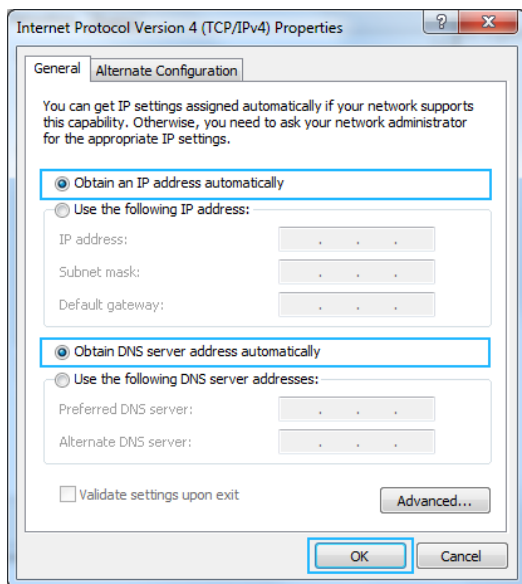 Internet Protocol Version 4 (TCP/IPv4) Properties
?
X
General
Alternate Configuration
You can get IP settings assigned automatically if your network supports
this capability. Otherwise, you need to ask your network administrator
for the appropriate IP settings.
Obtain an IP address automatically
Use the following IP address:
IP address:
. . .
Subnet mask:
. . .
Default gateway:
. . .
Obtain DNS server address automatically
Use the following DNS server addresses:
Preferred DNS server:
. . .
Alternate DNS server:
. . .
Validate settings upon exit
Advanced...
OK
Cancel